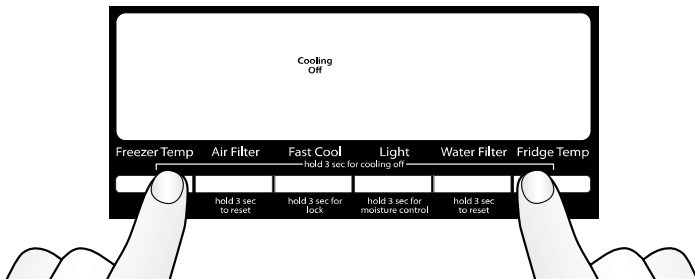 Cooling
Off
Freezer Temp Air Filter Fast Cool Light Water Filter Fridge Temp
hold 3 sec for cooling off
hold 3 sec
to reset
hold 3 sec for
lock
hold 3 sec for
moisture control
hold 3 sec
to reset